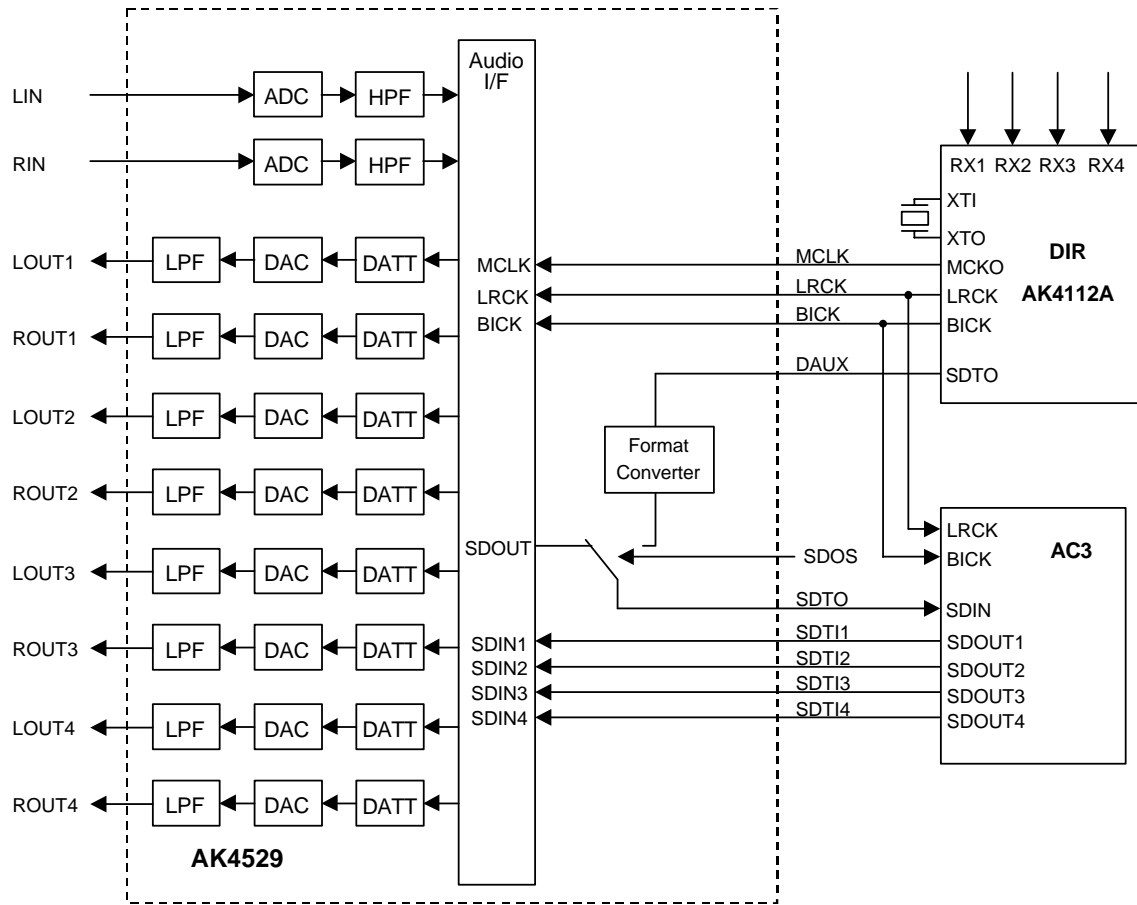 Audio
I/F
LIN
ADC
HPF
RIN
ADC
HPF
LOUT1
LPF
DAC
DATT
ROUT1
LPF
DAC
DATT
LOUT2
LPF
DAC
DATT
ROUT2
LPF
DAC
DATT
LOUT3
LPF
DAC
DATT
ROUT3
LPF
DAC
DATT
LOUT4
LPF
DAC
DATT
ROUT4
LPF
DAC
DATT
AK4529
MCLK
LRCK
BICK
SDOUT
SDIN1
SDIN2
SDIN3
SDIN4
Format
Converter
MCLK
LRCK
BICK
DAUX
SDOS
SDTO
SDTI1
SDTI2
SDTI3
SDTI4
RX1 RX2 RX3 RX4
XTI
XTO
MCKO
LRCK
BICK
SDTO
DIR
AK4112A
LRCK
BICK
SDIN
SDOUT1
SDOUT2
SDOUT3
SDOUT4
AC3